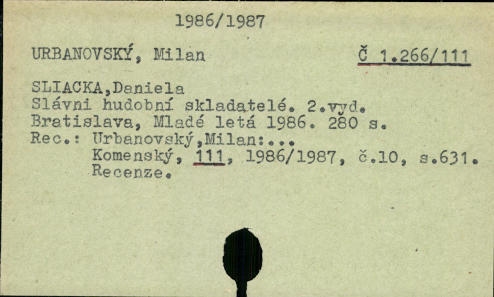 1986/1987
URBANOVSKÝ, Milan
Č 1.266/111
SLIACKA,Daniela
Slávni hudobní skladatelé. 2.vyd.
Bratislava, Mladé letá 1986. 280 s.
Rec.: Urbanovský,Milan:...
Komenský, 111, 1986/1987, č.10, s.631.
Recenze.